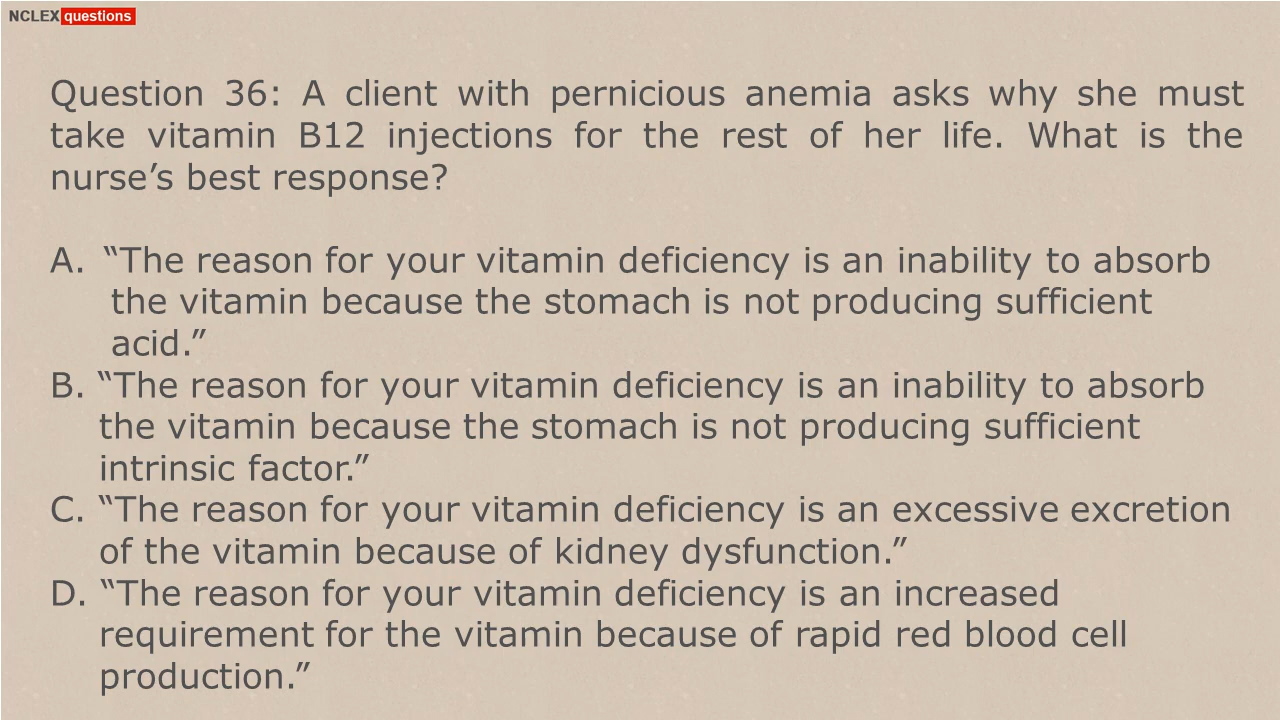 NCLEX questions
Question 36: A client with pernicious anemia asks why she must
take vitamin B12 injections for the rest of her life. What is the
nurse’s best response?
A. “The reason for your vitamin deficiency is an inability to absorb
the vitamin because the stomach is not producing sufficient
acid.”
B. “The reason for your vitamin deficiency is an inability to absorb
the vitamin because the stomach is not producing sufficient
intrinsic factor.”
C. “The reason for your vitamin deficiency is an excessive excretion
of the vitamin because of kidney dysfunction.”
D. “The reason for your vitamin deficiency is an increased
requirement for the vitamin because of rapid red blood cell
production.”